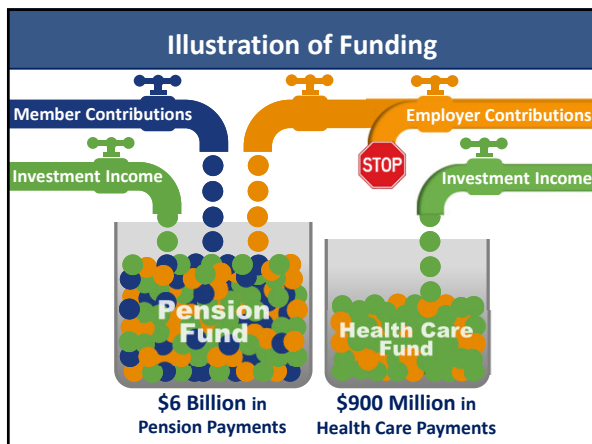 Illustration of Funding
Member Contributions
Employer Contributions
STOP
Investment Income
Investment Income
Pension
Fund
Health Care
Fund
$6 Billion in
Pension Payments
$900 Million in
Health Care Payments